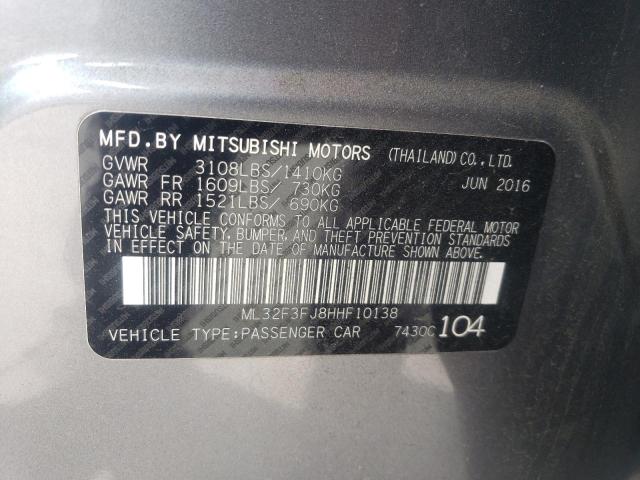 MFD.BY MITSUBISHI MOTORS (THAILAND) CO., LTD.
GVWR 3108LBS/1410KG JUN 2016
GAWR FR 1609LBS/ 730KG
GAWR RR 1521LBS/ 690KG
THIS VEHICLE CONFORMS TO ALL APPLICABLE FEDERAL MOTOR
VEHICLE SAFETY, BUMPER, AND THEFT PREVENTION STANDARDS
IN EFFECT ON THE DATE OF MANUFACTURE SHOWN ABOVE.
ML32F3FJ8HHF10138
VEHICLE TYPE:PASSENGER CAR 7430C 104